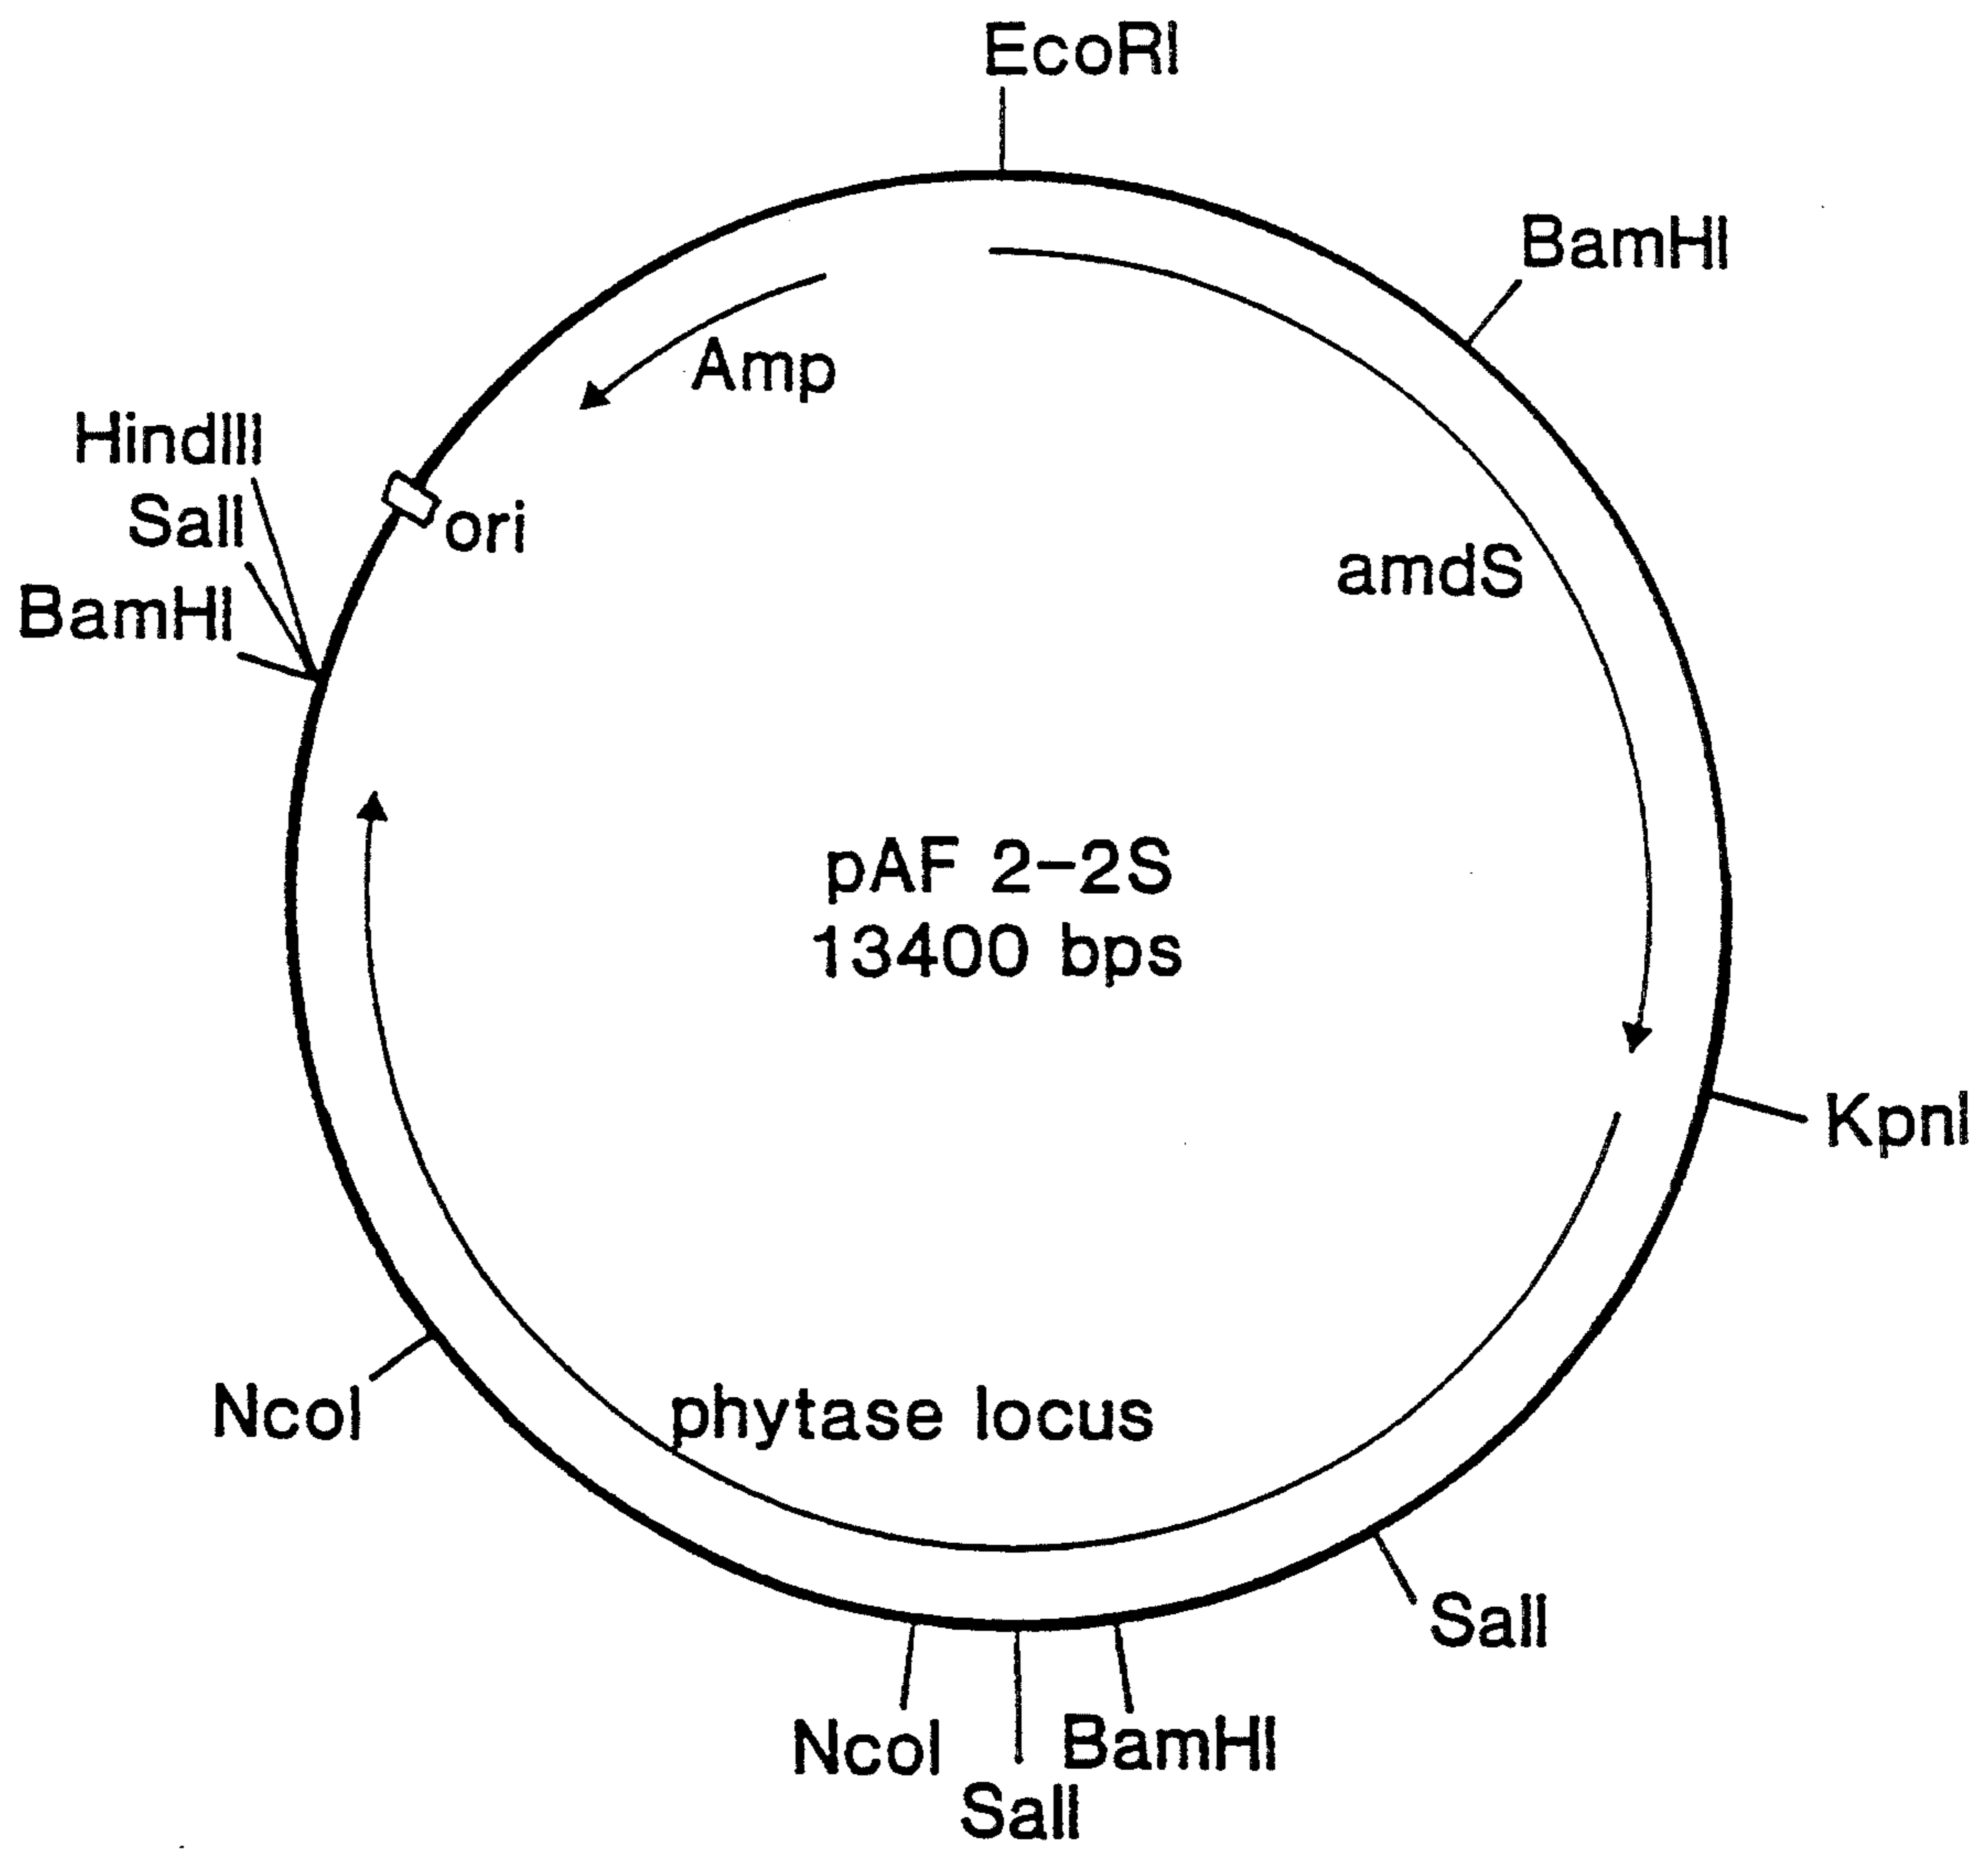 EcoRI
BamHI
Amp
HindIII
SalI
ori
amdS
BamHI
pAF 2-2S
13400 bps
KpnI
NcoI
phytase locus
SalI
NcoI
BamHI
SalI